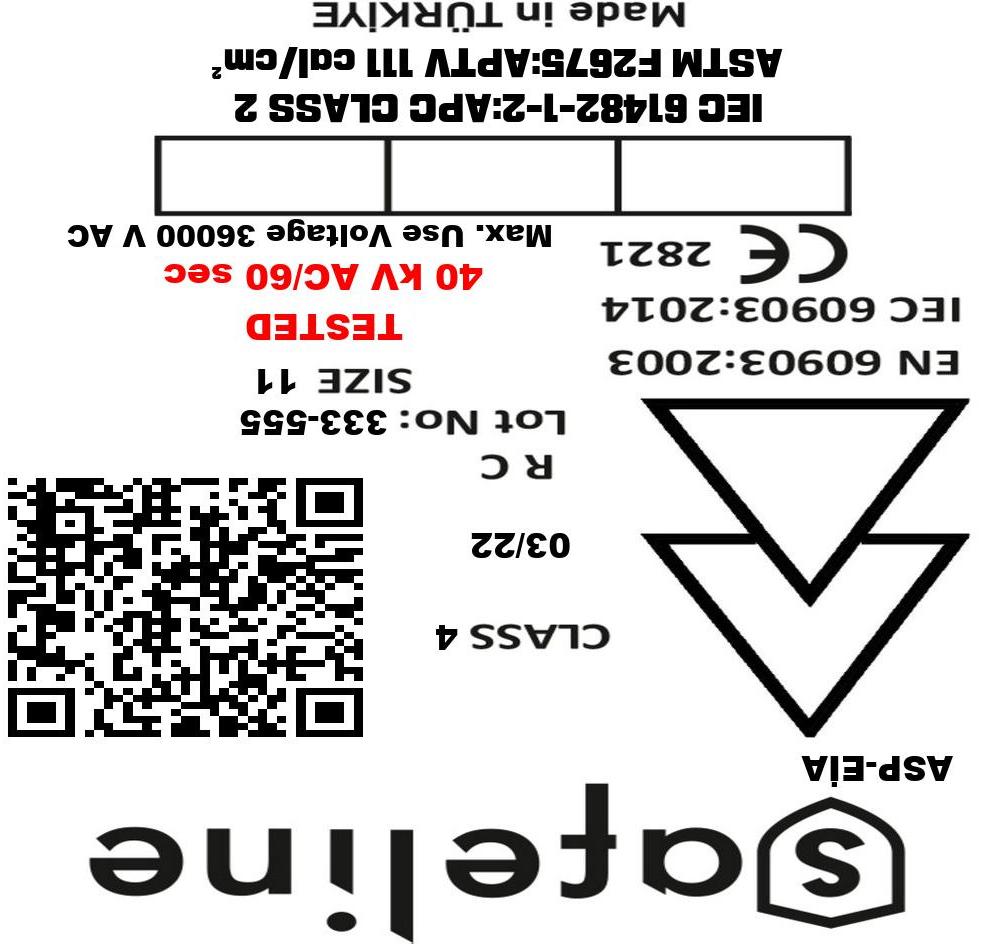 safeline
ASP-EİA
CLASS 4
03/22
R C
Lot No: 333-555
SIZE 11
TESTED
40 kV AC/60 sec
Max. Use Voltage 36000 V AC
EN 60903:2003
IEC 60903:2014
CE 2821
IEC 61482-1-2:APC CLASS 2
ASTM F2675:APTV 111 cal/cm²
Made in TÜRKİYE